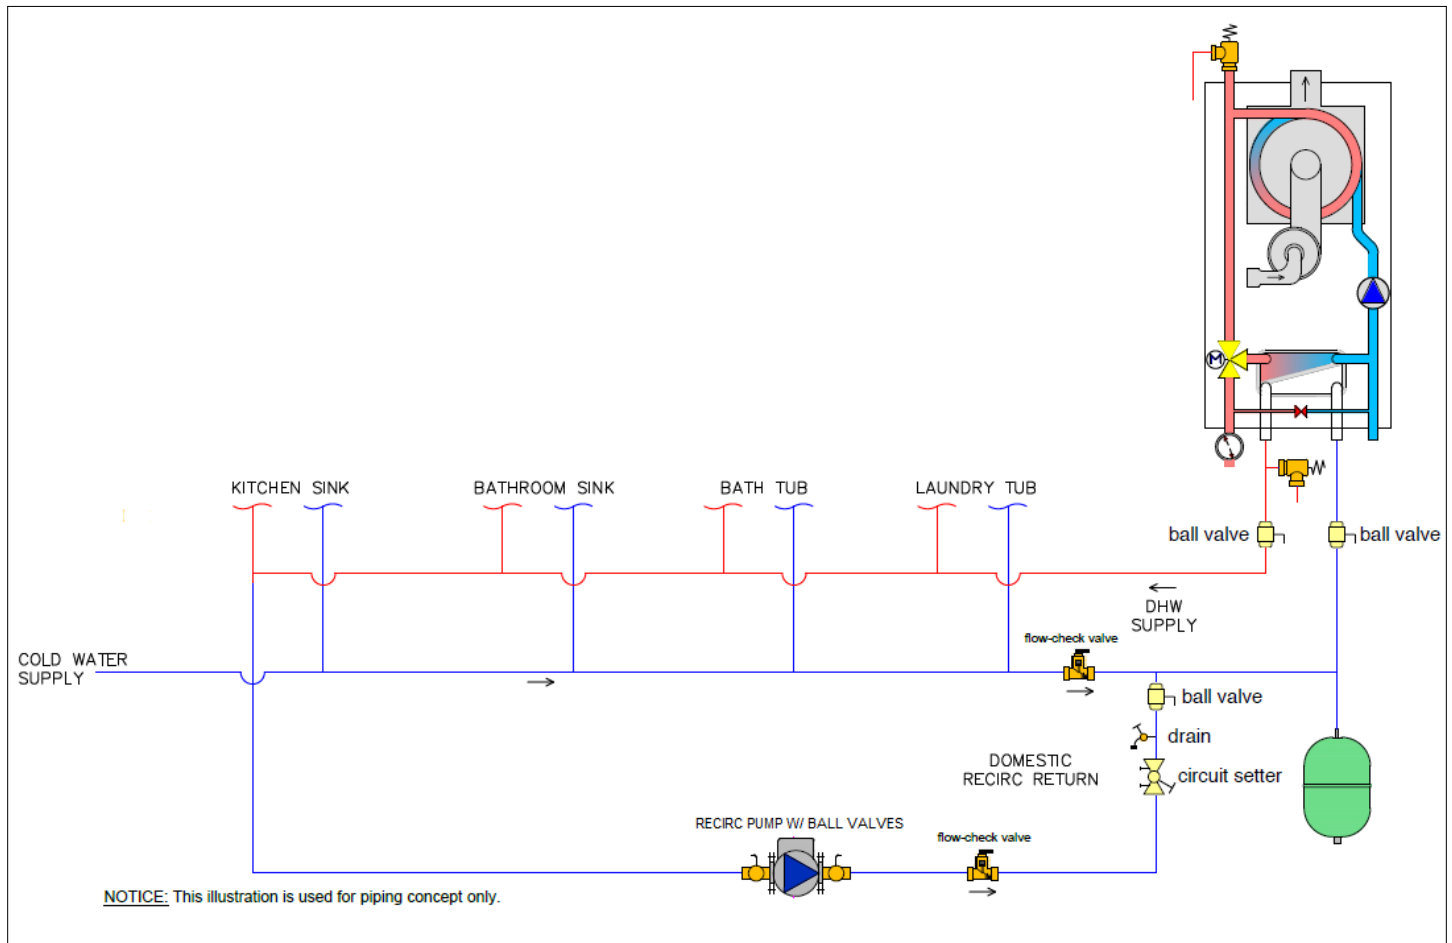 M
KITCHEN SINK
BATHROOM SINK
BATH TUB
LAUNDRY TUB
ball valve
ball valve
DHW
SUPPLY
flow-check valve
COLD WATER
SUPPLY
ball valve
drain
DOMESTIC
RECIRC RETURN
circuit setter
RECIRC PUMP W/ BALL VALVES
flow-check valve
NOTICE: This illustration is used for piping concept only.